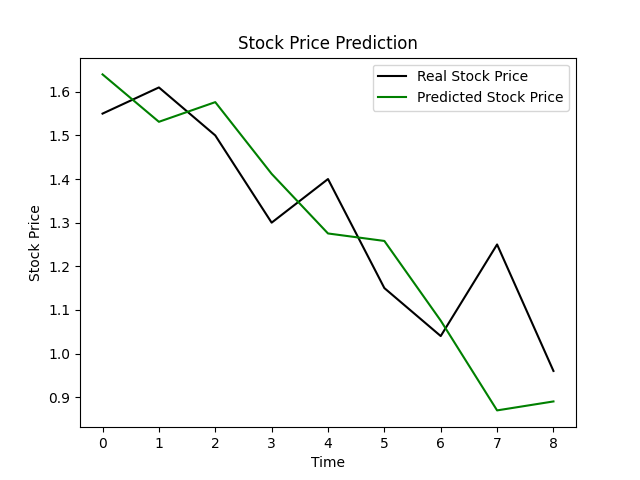 Stock Price Prediction
Real Stock Price
Predicted Stock Price
1.6
1.5
1.4
1.3
1.2
1.1
1.0
0.9
Stock Price
0 1 2 3 4 5 6 7 8
Time